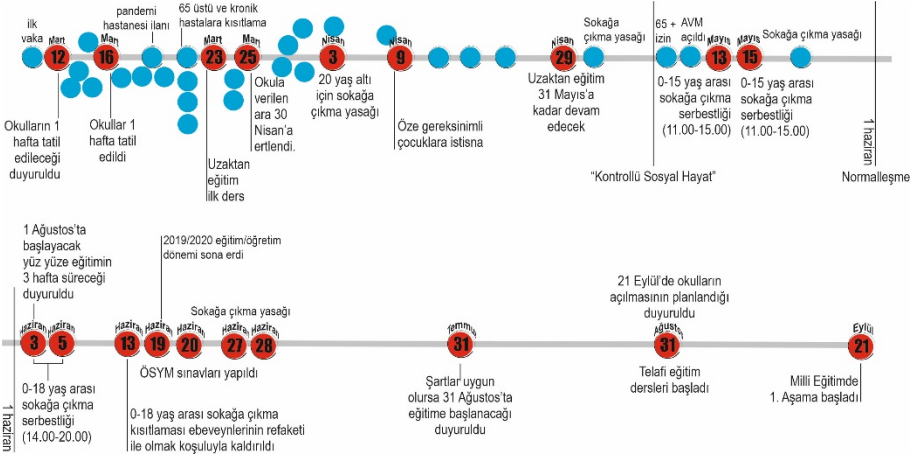 ilk
vaka
Mart
12
Okulların 1
hafta tatil
edileceği
duyuruldu
Mart
16
Okullar 1
hafta tatil
edildi
pandemi
hastanesi ilanı
65 üstü ve kronik
hastalara kısıtlama
Mart
23
Uzaktan
eğitim
ilk ders
Mart
25
Okula
verilen
ara 30
Nisan'a
ertlendi.
Nisan
3
20 yaş altı
için sokağa
çıkma yasağı
Nisan
9
Öze gereksinimli
çocuklara istisna
Nisan
29
Uzaktan eğitim
31 Mayıs'a
kadar devam
edecek
Sokağa
çıkma yasağı
65 +
izin
AVM
açıldı
"Kontrollü Sosyal Hayat"
Mayıs
13
0-15 yaş arası
sokağa çıkma
serbestliği
(11.00-15.00)
Mayıs
15
0-15 yaş arası
sokağa çıkma
serbestliği
(11.00-15.00)
Sokağa çıkma yasağı
1 haziran
Normalleşme
1 haziran
1 Ağustos'ta
başlayacak
yüz yüze eğitimin
3 hafta süreceği
duyuruldu
Haziran
3
Haziran
5
0-18 yaş arası
sokağa çıkma
serbestliği
(14.00-20.00)
Haziran
13
0-18 yaş arası sokağa çıkma
kısıtlaması ebeveynlerinin refaketi
ile olmak koşuluyla kaldırıldı
2019/2020 eğitim/öğretim
dönemi sona erdi
Haziran
19
Haziran
20
ÖSYM sınavları yapıldı
Sokağa çıkma yasağı
Haziran
27
Haziran
28
Temmuz
31
Şartlar uygun
olursa 31 Ağustos'ta
eğitime başlanacağı
duyuruldu
21 Eylül'de okulların
açılmasının planlandığı
duyuruldu
Ağustos
31
Telafi eğitim
dersleri başladı
Eylül
21
Milli Eğitimde
1. Aşama başladı